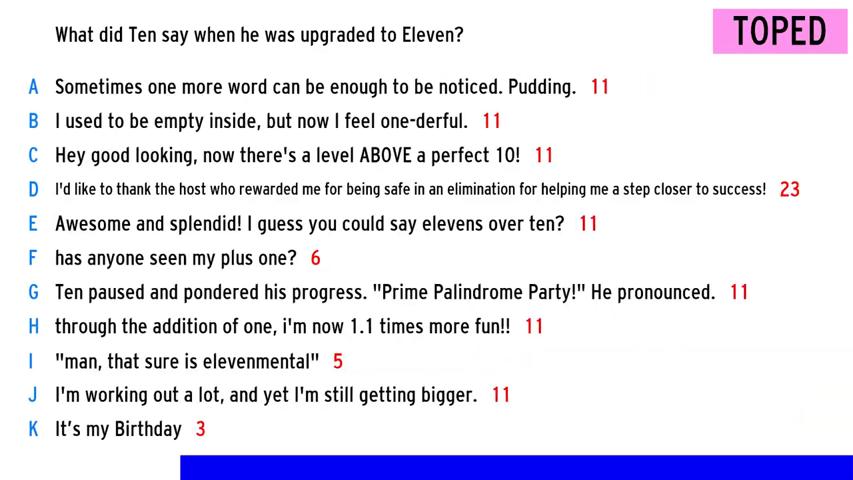 What did Ten say when he was upgraded to Eleven?
TOPED
A Sometimes one more word can be enough to be noticed. Pudding. 11
B I used to be empty inside, but now I feel one-derful. 11
C Hey good looking, now there's a level ABOVE a perfect 10! 11
D I'd like to thank the host who rewarded me for being safe in an elimination for helping me a step closer to success! 23
E Awesome and splendid! I guess you could say elevens over ten? 11
F has anyone seen my plus one? 6
G Ten paused and pondered his progress. "Prime Palindrome Party!" He pronounced. 11
H through the addition of one, i'm now 1.1 times more fun!! 11
I "man, that sure is elevenmental" 5
J I'm working out a lot, and yet I'm still getting bigger. 11
K It’s my Birthday 3